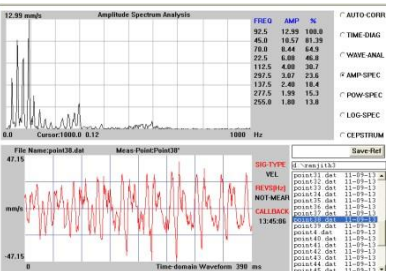 12.99 mm/s Amplitude Spectrum Analysis
FREQ AMP %
92.5 12.99 100.0
45.0 10.57 81.39
70.0 8.44 64.9
22.5 6.08 46.8
112.5 4.00 30.7
297.5 3.07 23.6
137.5 2.40 18.4
277.5 1.99 15.3
255.0 1.80 13.8
0.0 Cursor:1000.0 0.12 1000 Hz
AUTO-CORR
TIME-DIAG
WAVE-ANAL
AMP-SPEC
POW-SPEC
LOG-SPEC
CEPSTRUM
File Name:point38.dat Meas-Point:Point38"
47.15
mm/s
-47.15
0 Time-domain Waveform 390 ms
SIG-TYPE
VEL
REVS(Hz)
NOT-MEAR
CALLBACK
13:45:06
Save-Ref
d \ranjith3
point31 dat 11-09-13
point32 dat 11-09-13
point33 dat 11-09-13
point34 dat 11-09-13
point35 dat 11-09-13
point36 dat 11-09-13
point37 dat 11-09-13
point38 dat 11-09-13
point39 dat 11-09-13
point4 dat 11-09-13
point40 dat 11-09-13
point41 dat 11-09-13
point42 dat 11-09-13
point43 dat 11-09-13
point44 dat 11-09-13